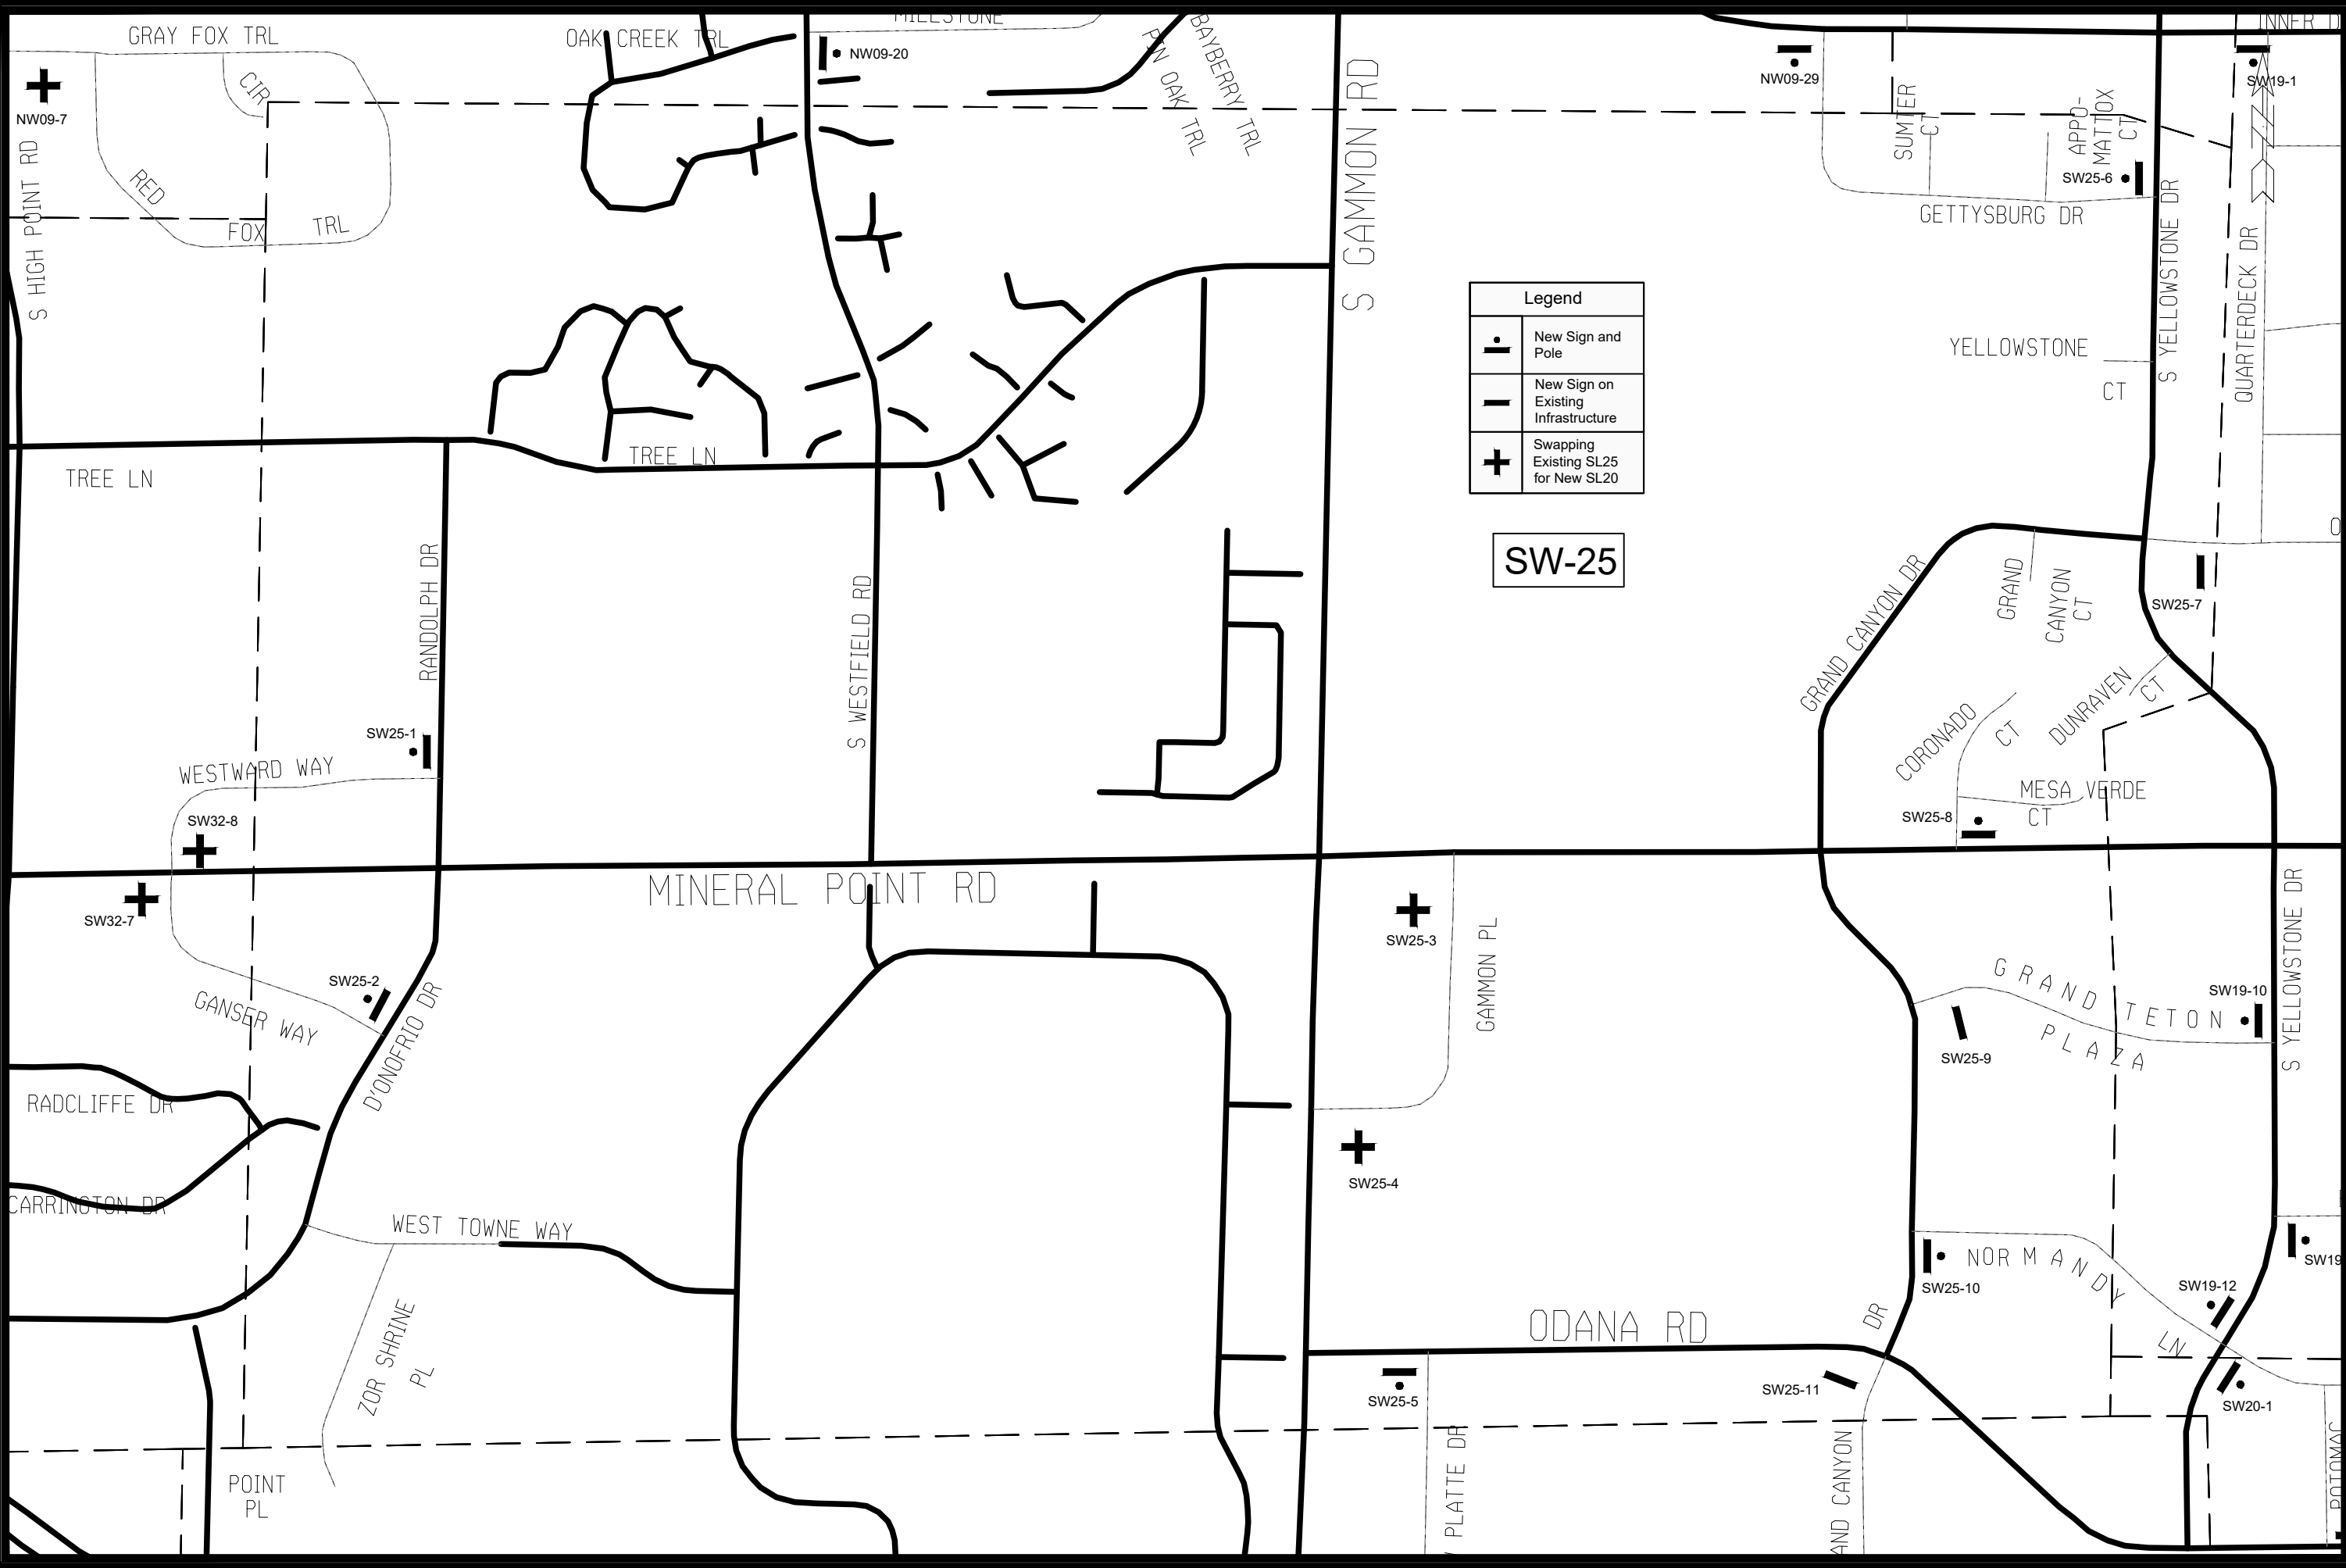 MILLSTONE
INNER D
GRAY FOX TRL
OAK CREEK TRL
NW09-20
BAYBERRY TRL
PIN OAK TRL
S GAMMON RD
NW09-29
SW19-1
CIR
NW09-7
SUMTER
CT
APPO-
MATTOX
CT
SW25-6
RED
FOX
TRL
S HIGH POINT RD
GETTYSBURG DR
S YELLOWSTONE DR
QUARTERDECK DR
Legend
New Sign and
Pole
New Sign on
Existing
Infrastructure
Swapping
Existing SL25
for New SL20
YELLOWSTONE
CT
TREE LN
TREE LN
SW-25
RANDOLPH DR
S WESTFIELD RD
GRAND CANYON DR
GRAND
CANYON
CT
SW25-7
DUNRAVEN
CT
CORONADO
CT
SW25-1
WESTWARD WAY
MESA VERDE
CT
SW25-8
SW32-8
SW32-7
MINERAL POINT RD
SW25-3
GAMMON PL
S YELLOWSTONE DR
SW25-2
GANSER WAY
D'ONOFRIO DR
GRAND TETON
PLAZA
SW19-10
SW25-9
RADCLIFFE DR
SW25-4
CARRINGTON DR
WEST TOWNE WAY
NORMANDY
LN
SW25-10
SW19
SW19-12
ZOR SHRINE
PL
ODANA RD
DR
SW25-5
SW25-11
SW20-1
POINT
PL
PLATTE DR
AND CANYON
POTOMAC